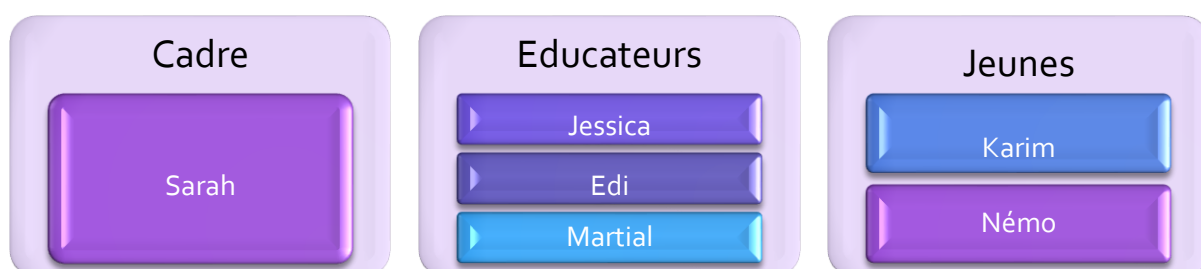 Cadre
Sarah
Educateurs
Jessica
Edi
Martial
Jeunes
Karim
Némo